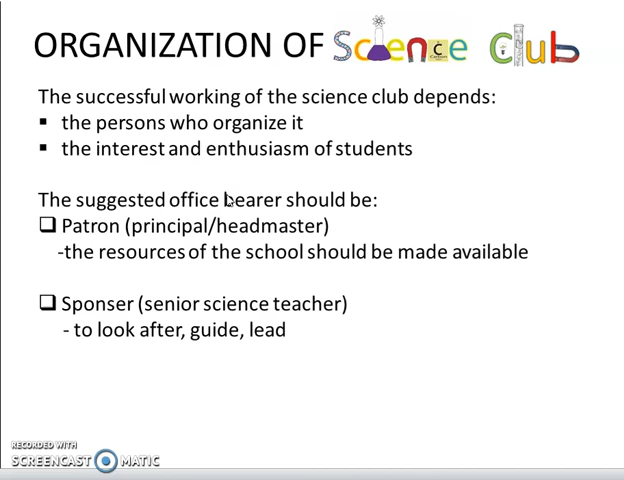 ORGANIZATION OF Science Club
The successful working of the science club depends:
▪ the persons who organize it
▪ the interest and enthusiasm of students
The suggested office bearer should be:
❑ Patron (principal/headmaster)
-the resources of the school should be made available
❑ Sponser (senior science teacher)
- to look after, guide, lead
RECORDED WITH
SCREENCAST MATIC